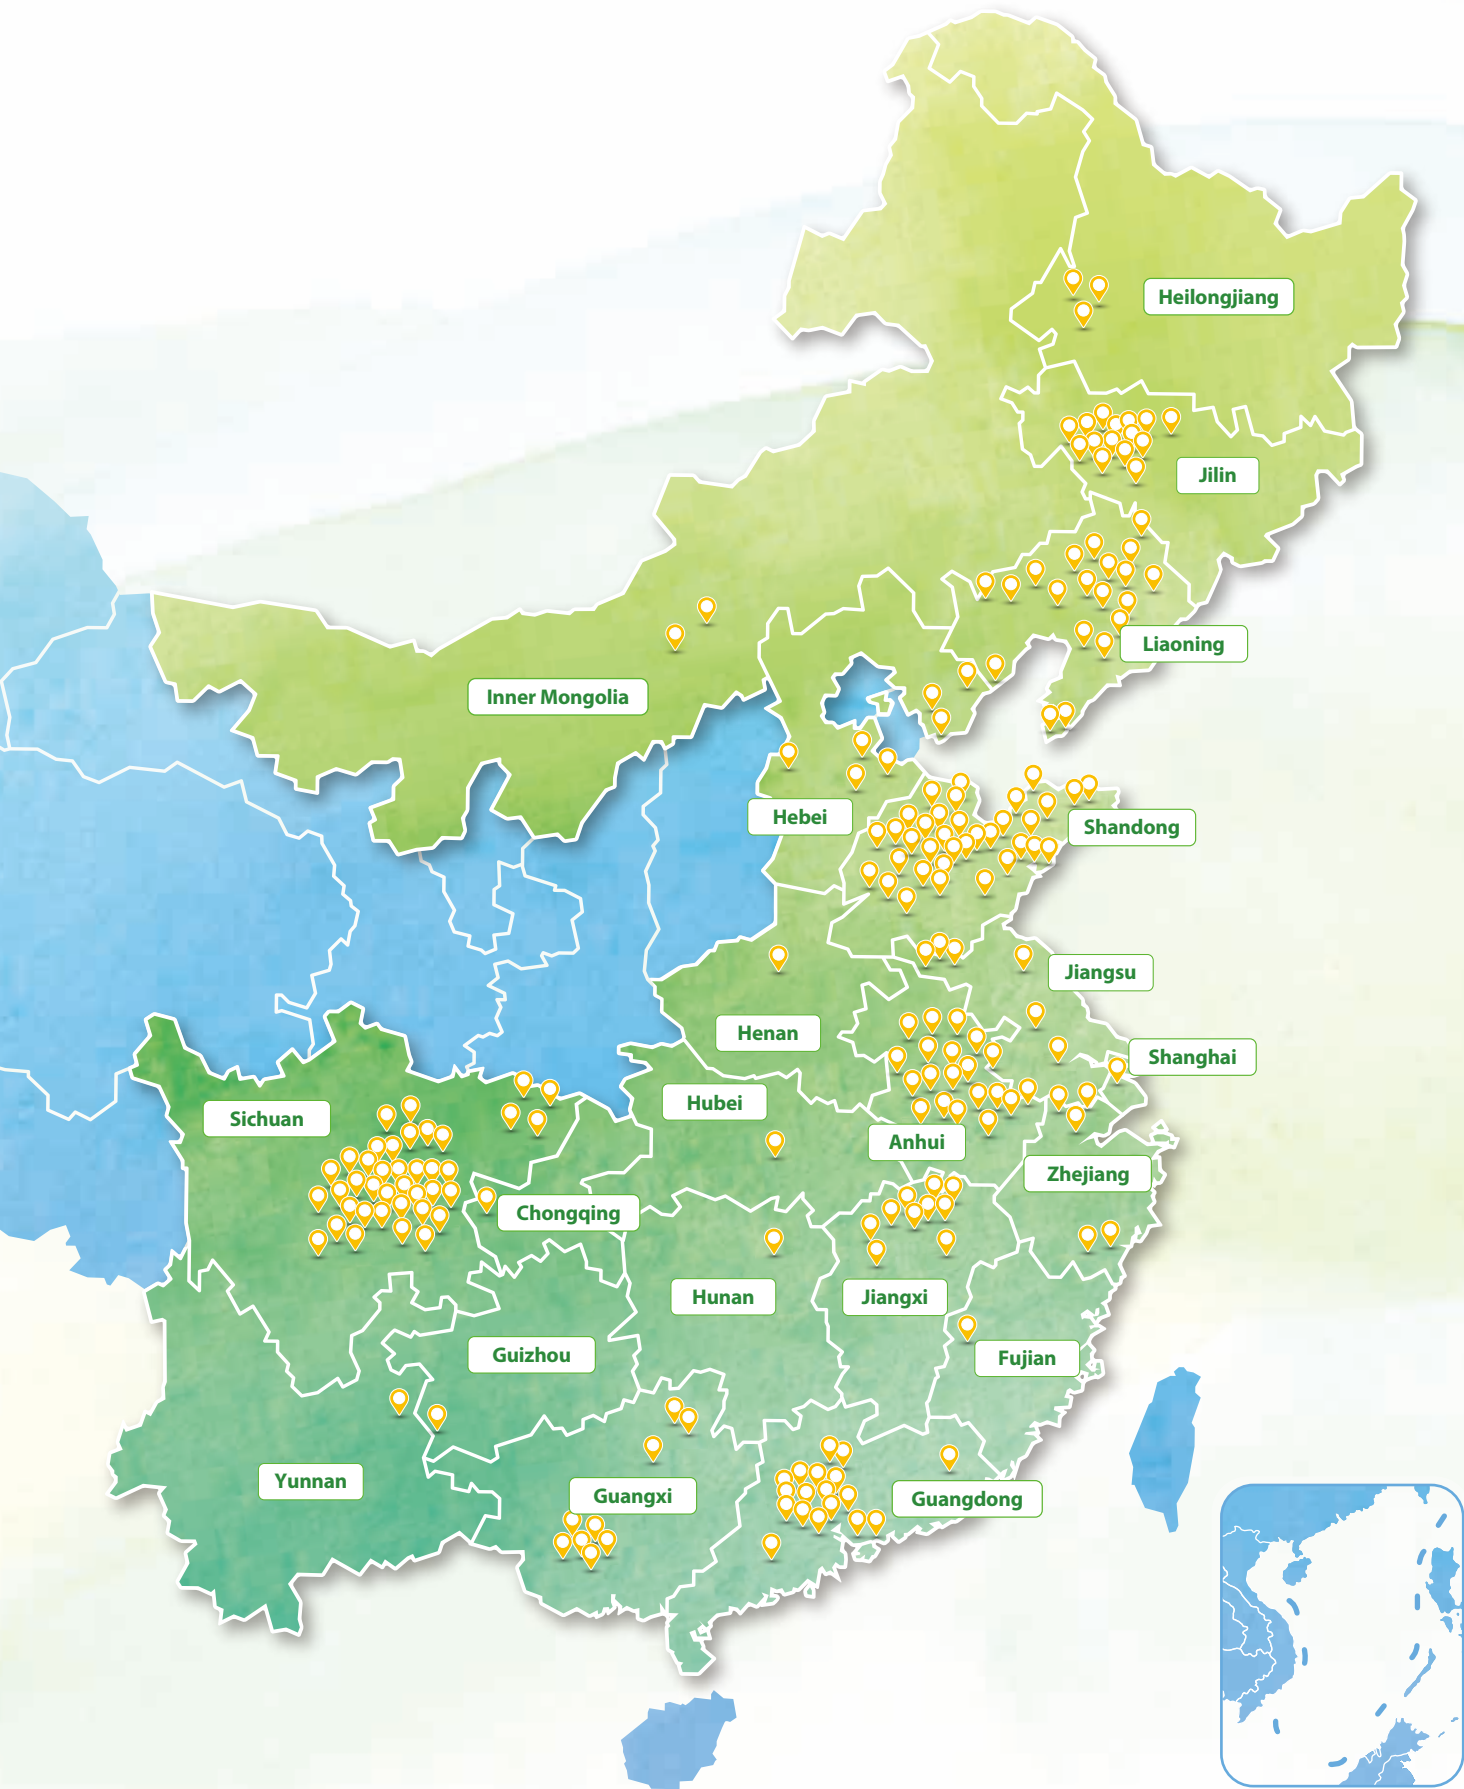 Heilongjiang
Jilin
Liaoning
Inner Mongolia
Hebei
Shandong
Jiangsu
Henan
Shanghai
Hubei
Sichuan
Anhui
Zhejiang
Chongqing
Hunan
Jiangxi
Guizhou
Fujian
Yunnan
Guangxi
Guangdong